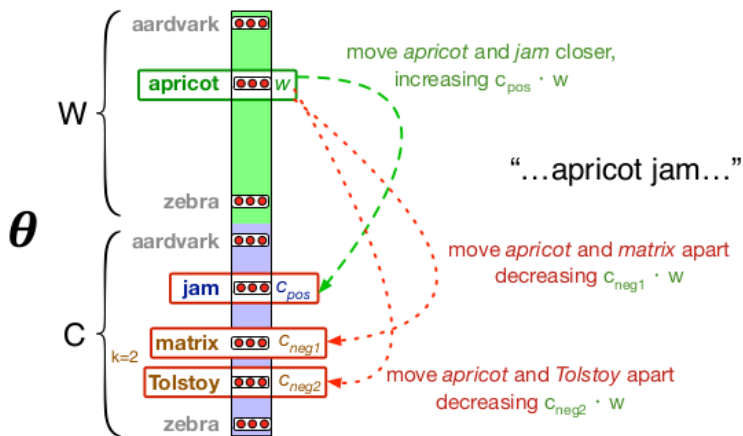 aardvark
move apricot and jam closer,
increasing cpos · w
apricot w
W
"…apricot jam…"
zebra
θ
aardvark
move apricot and matrix apart
decreasing cneg1 · w
jam cpos
C
matrix cneg1
k=2
Tolstoy cneg2
move apricot and Tolstoy apart
decreasing cneg2 · w
zebra